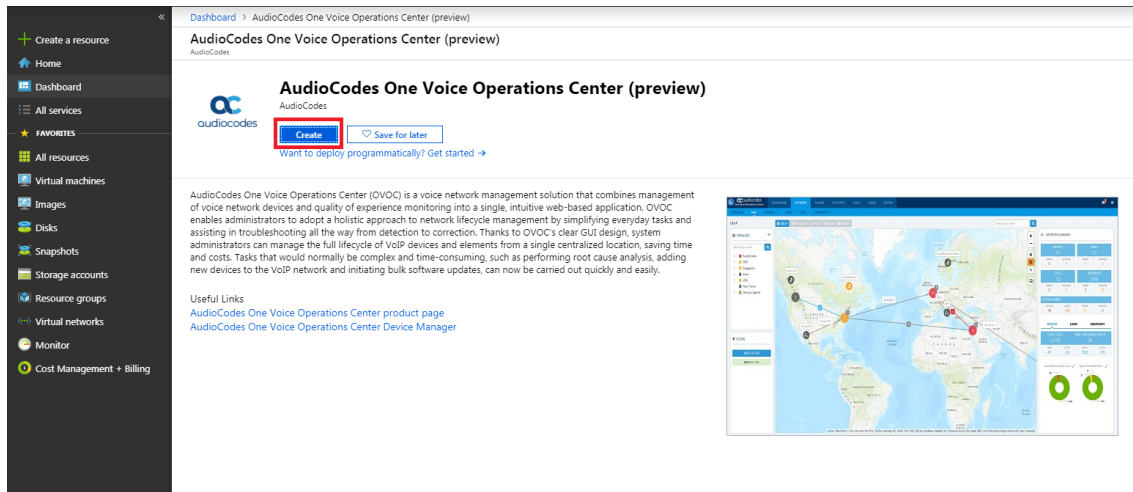 «
Create a resource
Home
Dashboard
All services
FAVORITES
All resources
Virtual machines
Images
Disks
Snapshots
Storage accounts
Resource groups
Virtual networks
Monitor
Cost Management + Billing
Dashboard > AudioCodes One Voice Operations Center (preview)
AudioCodes One Voice Operations Center (preview)
AudioCodes
audiocodes
AudioCodes One Voice Operations Center (preview)
AudioCodes
Create
Save for later
Want to deploy programmatically? Get started →
AudioCodes One Voice Operations Center (OVOC) is a voice network management solution that combines management
of voice network devices and quality of experience monitoring into a single, intuitive web-based application. OVOC
enables administrators to adopt a holistic approach to network lifecycle management by simplifying everyday tasks and
assisting in troubleshooting all the way from detection to correction. Thanks to OVOC's clear GUI design, system
administrators can manage the full lifecycle of VoIP devices and elements from a single centralized location, saving time
and costs. Tasks that would normally be complex and time-consuming, such as performing root cause analysis, adding
new devices to the VoIP network and initiating bulk software updates, can now be carried out quickly and easily.
Useful Links
AudioCodes One Voice Operations Center product page
AudioCodes One Voice Operations Center Device Manager